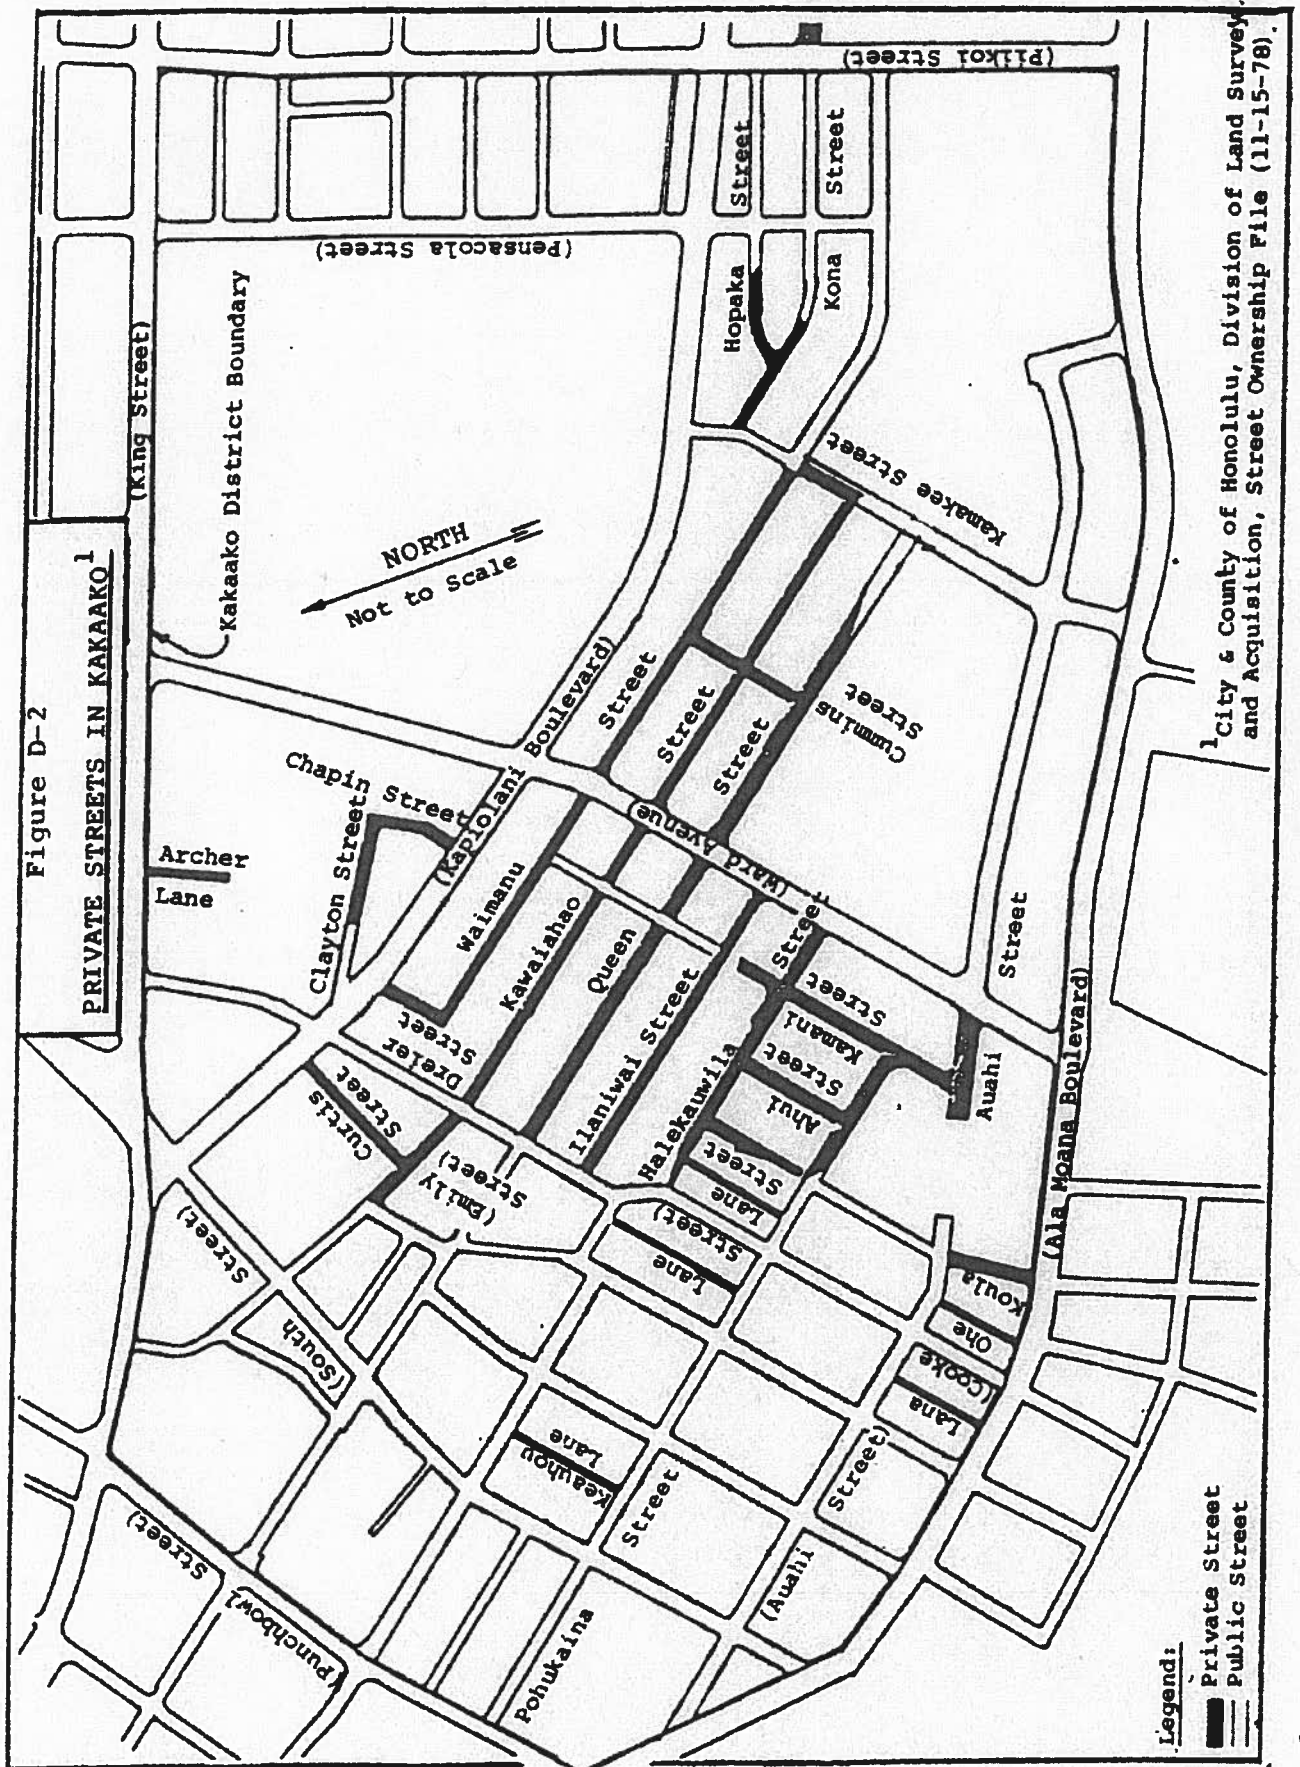 Figure D-2
PRIVATE STREETS IN KAKAAKO1
(King Street)
Kakaako District Boundary
NORTH
Not to Scale
(Piikoi Street)
(Pensacola Street)
Street
Street
Hopaka
Kona
Kamakee Street
Archer
Lane
Chapin Street
Clayton Street
(Kapiolani Boulevard)
Street
Street
Street
Cummins
Street
(Ward Avenue)
Waimanu
Kawaiahao
Queen
Ilaniwai Street
Halekauwila
Street
Dreier
Street
Curtis
Street
(Emily
Street)
Kamani
Street
Ahui
Street
Street
Lane
Street)
Lane
Auahi
Street
(Ala Moana Boulevard)
Koula
Ohe
(Cooke
Lana
Lane
Keauhou
Lane
(South
Street)
(Punchbowl
Street)
Pohukaina
Street
(Auahi
Street)
Legend:
Private Street
Public Street
1City & County of Honolulu, Division of Land Survey
and Acquisition, Street Ownership File (11-15-78).